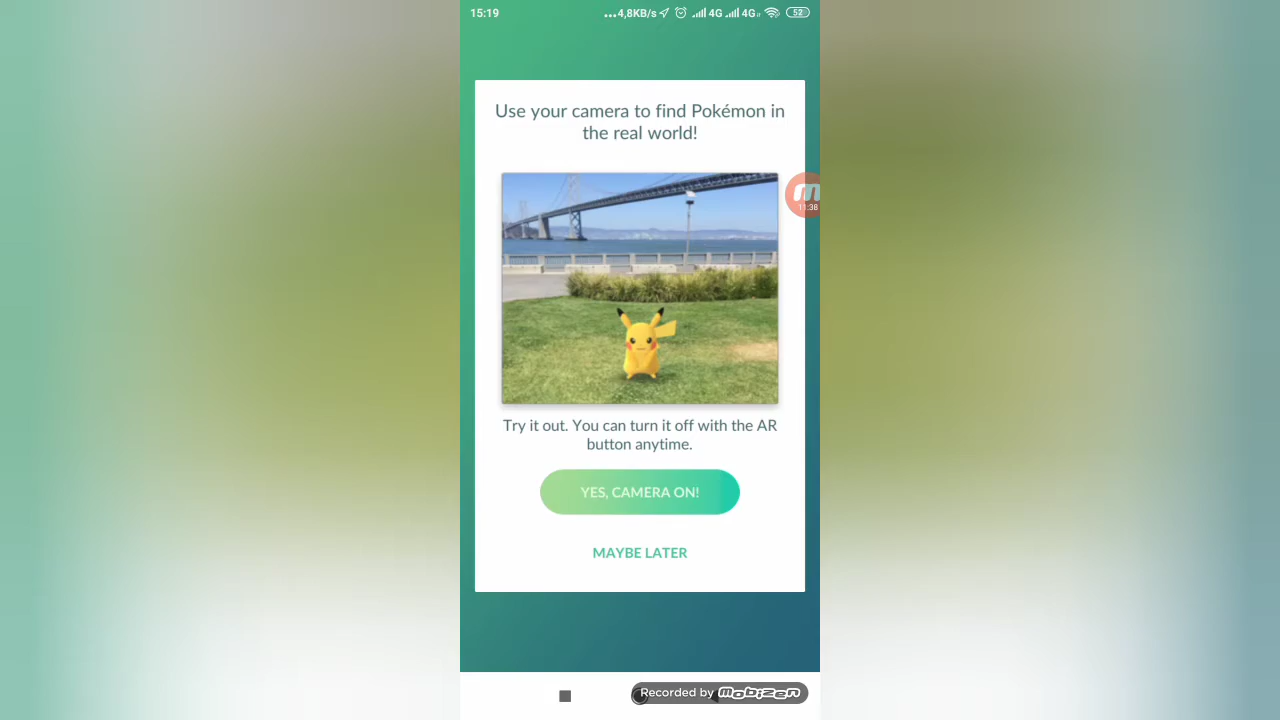 15:19
...4,8KB/s 4G 4G 52
Use your camera to find Pokémon in
the real world!
m
11:38
Try it out. You can turn it off with the AR
button anytime.
YES, CAMERA ON!
MAYBE LATER
Recorded by mobizen